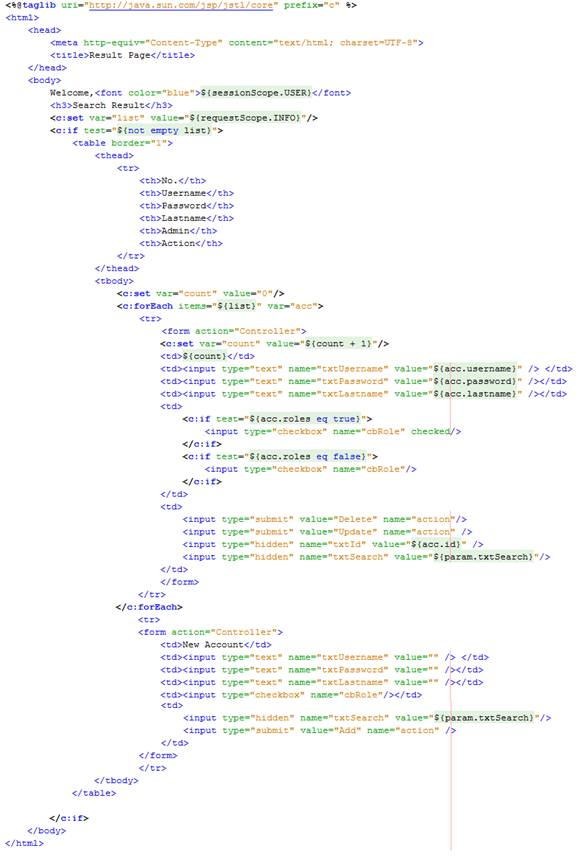 <%@taglib uri="http://java.sun.com/jsp/jstl/core" prefix="c" %>
<html>
<head>
<meta http-equiv="Content-Type" content="text/html; charset=UTF-8">
<title>Result Page</title>
</head>
<body>
Welcome,<font color="blue">${sessionScope.USER}</font>
<h3>Search Result</h3>
<c:set var="list" value="${requestScope.INFO}"/>
<c:if test="${not empty list}">
<table border="1">
<thead>
<tr>
<th>No.</th>
<th>Username</th>
<th>Password</th>
<th>Lastname</th>
<th>Admin</th>
<th>Action</th>
</tr>
</thead>
<tbody>
<c:set var="count" value="0"/>
<c:forEach items="${list}" var="acc">
<tr>
<form action="Controller">
<c:set var="count" value="${count + 1}"/>
<td>${count}</td>
<td><input type="text" name="txtUsername" value="${acc.username}" /> </td>
<td><input type="text" name="txtPassword" value="${acc.password}" /></td>
<td><input type="text" name="txtLastname" value="${acc.lastname}" /></td>
<td>
<c:if test="${acc.roles eq true}">
<input type="checkbox" name="cbRole" checked/>
</c:if>
<c:if test="${acc.roles eq false}">
<input type="checkbox" name="cbRole"/>
</c:if>
</td>
<td>
<input type="submit" value="Delete" name="action"/>
<input type="submit" value="Update" name="action" />
<input type="hidden" name="txtId" value="${acc.id}" />
<input type="hidden" name="txtSearch" value="${param.txtSearch}"/>
</td>
</form>
</tr>
</c:forEach>
<tr>
<form action="Controller">
<td>New Account</td>
<td><input type="text" name="txtUsername" value="" /> </td>
<td><input type="text" name="txtPassword" value="" /></td>
<td><input type="text" name="txtLastname" value="" /></td>
<td><input type="checkbox" name="cbRole"/></td>
<td>
<input type="hidden" name="txtSearch" value="${param.txtSearch}"/>
<input type="submit" value="Add" name="action" />
</td>
</form>
</tr>
</tbody>
</table>
</c:if>
</body>
</html>